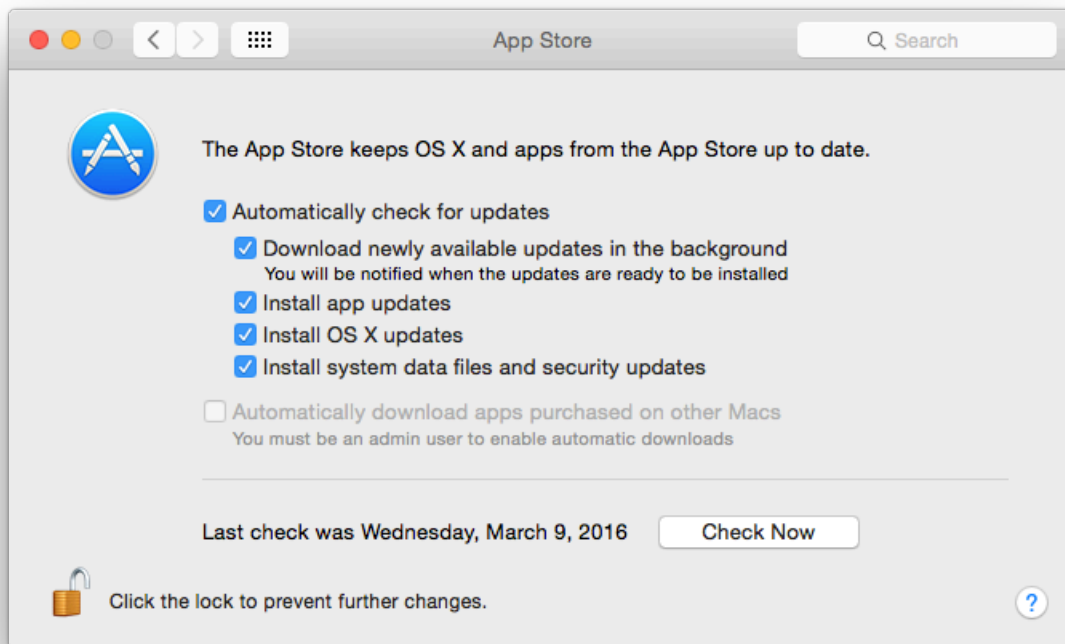 App Store
Search
The App Store keeps OS X and apps from the App Store up to date.
Automatically check for updates
Download newly available updates in the background
You will be notified when the updates are ready to be installed
Install app updates
Install OS X updates
Install system data files and security updates
Automatically download apps purchased on other Macs
You must be an admin user to enable automatic downloads
Last check was Wednesday, March 9, 2016 Check Now
Click the lock to prevent further changes. ?